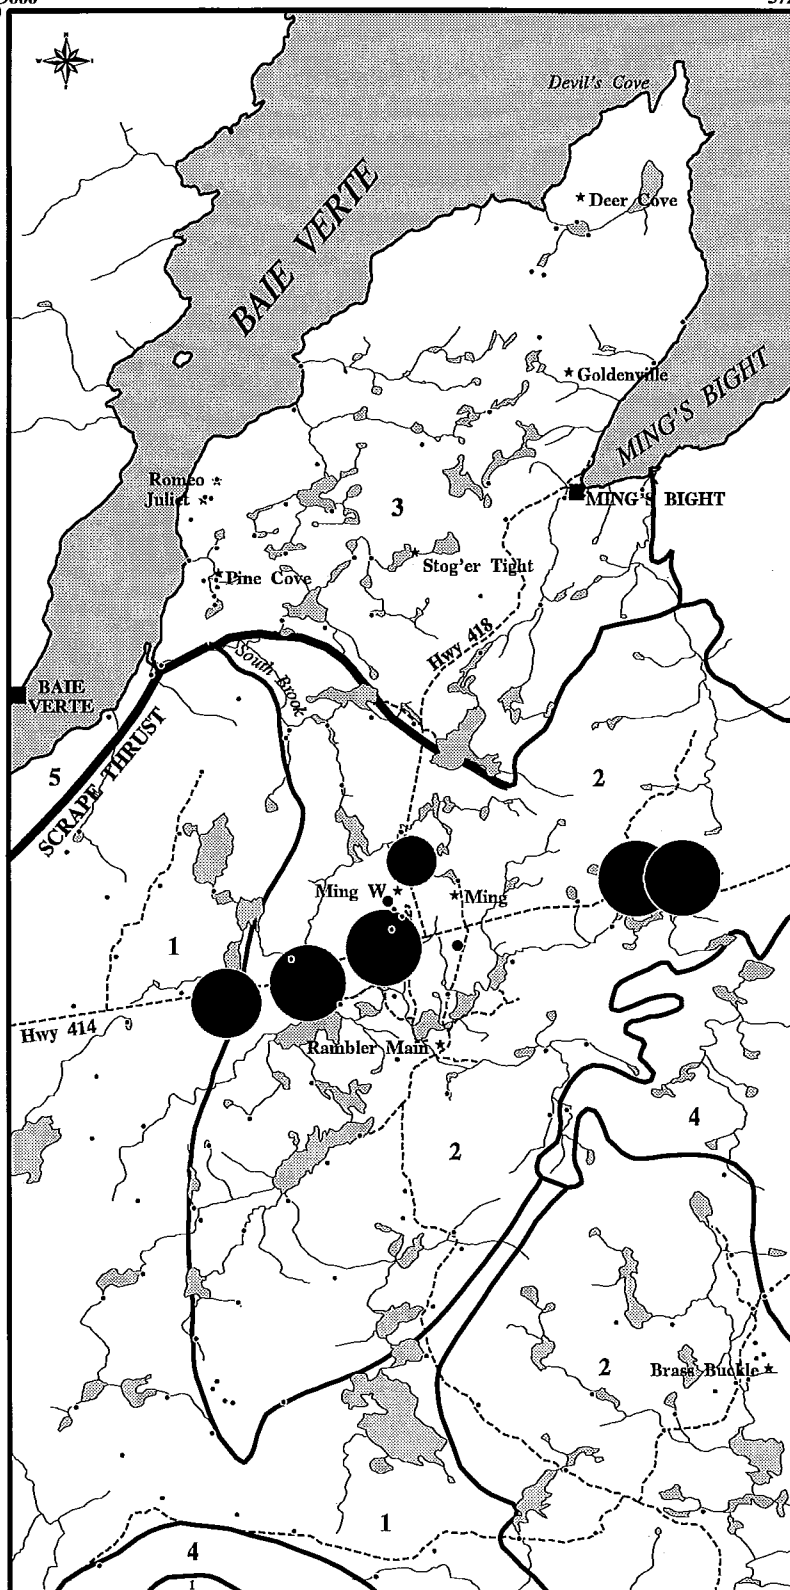 N
W
Devil's Cove
Deer Cove
BAIE VERTE
Goldenville
MING'S BIGHT
Romeo
Juliet
3
MING'S BIGHT
Stog'er Tight
Pine Cove
Hwy 418
South Brook
BAIE
VERTE
SCRAPE THRUST
5
2
Ming W
Ming
1
Hwy 414
Rambler Main
4
2
2
Brass Buckle
1
4
1